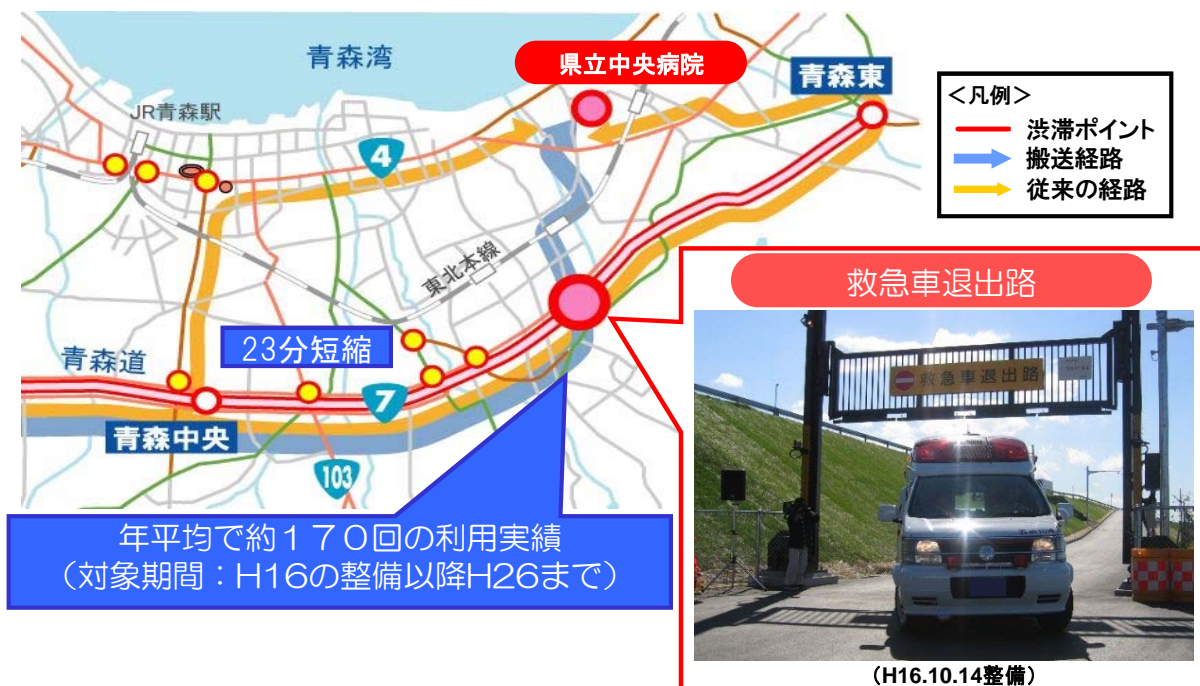 青森湾
県立中央病院
青森東
JR青森駅
4
<凡例>
渋滞ポイント
搬送経路
従来の経路
東北本線
23分短縮
青森道
7
青森中央
103
年平均で約170回の利用実績
(対象期間:H16の整備以降H26まで)
救急車退出路
救急車退出路
(H16.10.14整備)